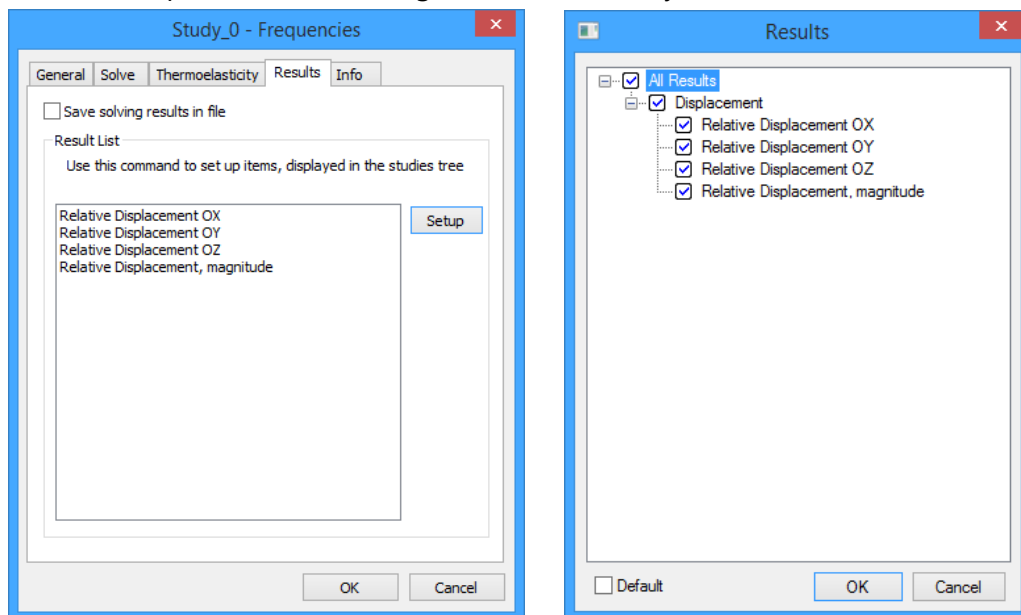 Study_0 - Frequencies
General Solve Thermoelasticity Results Info
Save solving results in file
Result List
Use this command to set up items, displayed in the studies tree
Relative Displacement OX
Relative Displacement OY
Relative Displacement OZ
Relative Displacement, magnitude
Setup
OK Cancel
Results
All Results
Displacement
Relative Displacement OX
Relative Displacement OY
Relative Displacement OZ
Relative Displacement, magnitude
Default OK Cancel